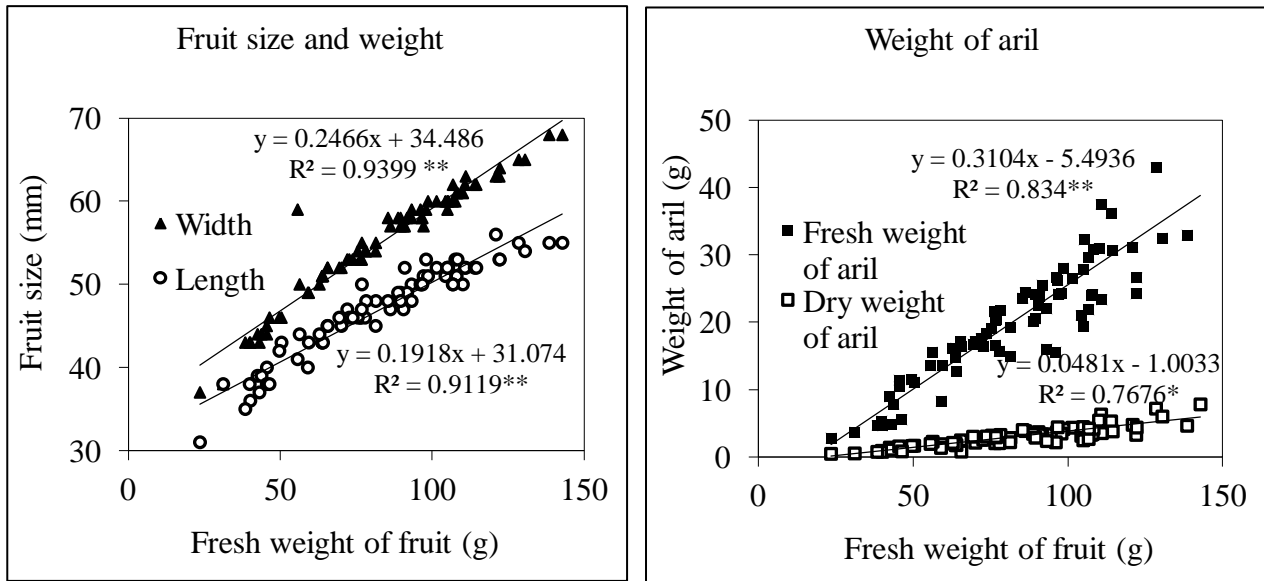 Fruit size and weight
Fruit size (mm)
70
60
50
40
30
y = 0.2466x + 34.486
R² = 0.9399 **
Width
Length
y = 0.1918x + 31.074
R² = 0.9119**
0
50
100
150
Fresh weight of fruit (g)
Weight of aril
Weight of aril (g)
50
40
30
20
10
0
y = 0.3104x - 5.4936
R² = 0.834**
Fresh weight
of aril
Dry weight
of aril
y = 0.0481x - 1.0033
R² = 0.7676*
0
50
100
150
Fresh weight of fruit (g)